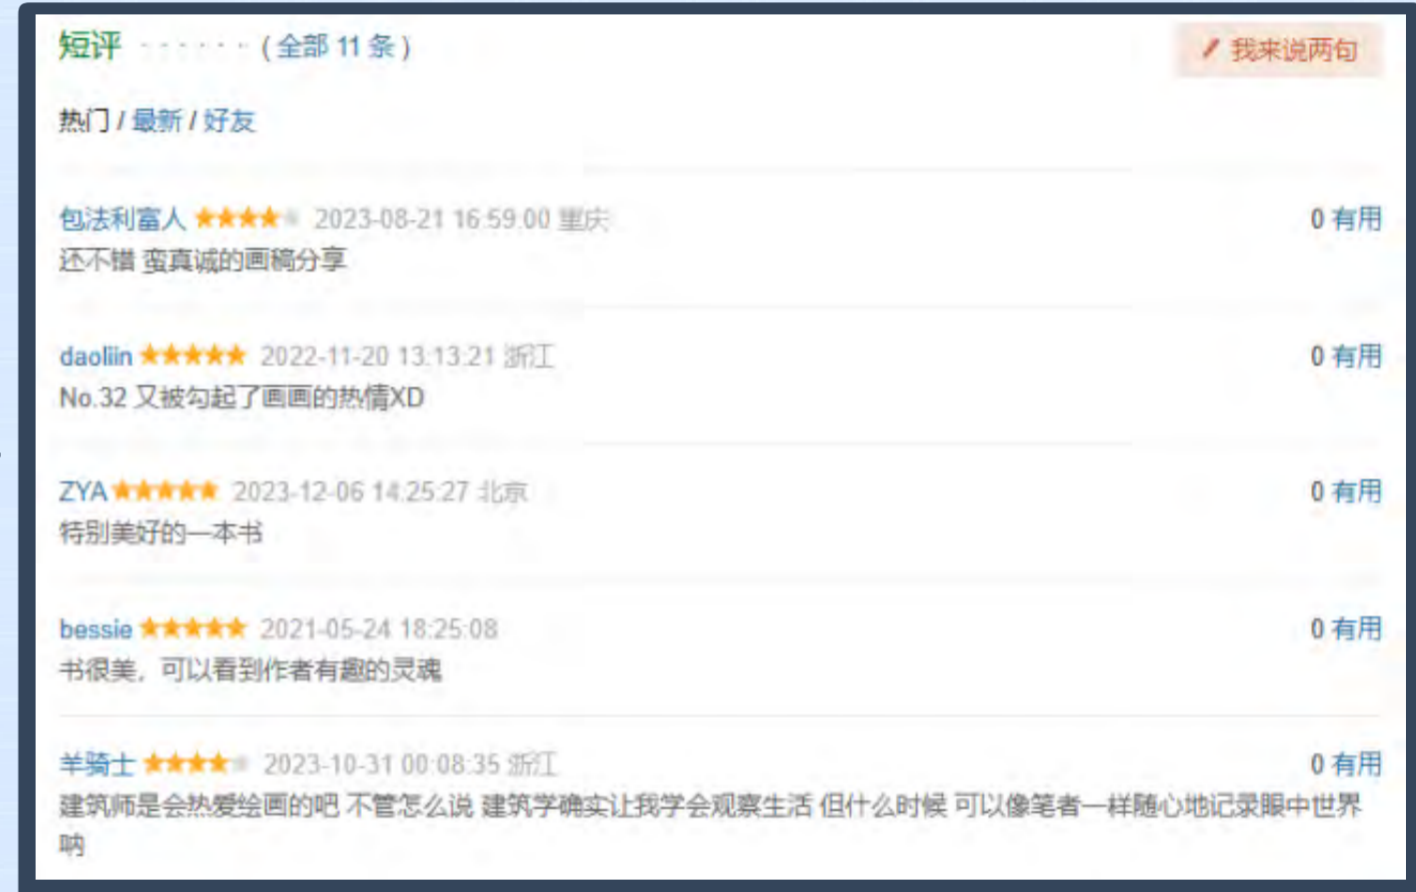 短评 · · · · · · ( 全部 11 条 )
我来说两句
热门 / 最新 / 好友
包法利富人 ★★★★★ 2023-08-21 16:59:00 重庆
0 有用
还不错 蛮真诚的画稿分享
daoliin ★★★★★ 2022-11-20 13:13:21 浙江
0 有用
No.32 又被勾起了画画的热情XD
ZYA ★★★★★ 2023-12-06 14:25:27 北京
0 有用
特别美好的一本书
bessie ★★★★★ 2021-05-24 18:25:08
0 有用
书很美，可以看到作者有趣的灵魂
羊骑士 ★★★★★ 2023-10-31 00:08:35 浙江
0 有用
建筑师是会热爱绘画的吧 不管怎么说 建筑学确实让我学会观察生活 但什么时候 可以像笔者一样随心地记录眼中世界
呐